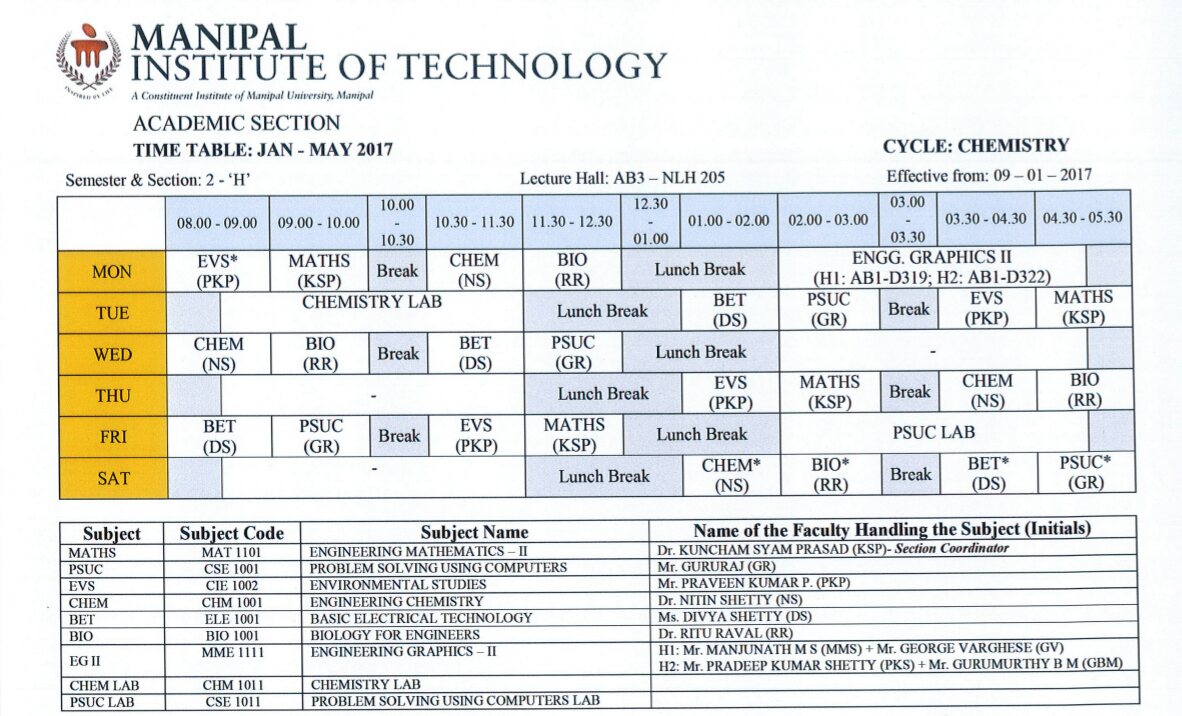 MANIPAL
INSTITUTE OF TECHNOLOGY
INSPIRED BY LIFE
A Constituent Institute of Manipal University, Manipal
ACADEMIC SECTION
TIME TABLE: JAN - MAY 2017
CYCLE: CHEMISTRY
Semester & Section: 2 - ‘H’ Lecture Hall: AB3 – NLH 205 Effective from: 09 – 01 – 2017
08.00 - 09.00 09.00 - 10.00 10.00 - 10.30 10.30 - 11.30 11.30 - 12.30 12.30 - 01.00 01.00 - 02.00 02.00 - 03.00 03.00 - 03.30 03.30 - 04.30 04.30 - 05.30
MON EVS* MATHS Break CHEM BIO Lunch Break ENGG. GRAPHICS II
(PKP) (KSP) (NS) (RR) (H1: AB1-D319; H2: AB1-D322)
TUE CHEMISTRY LAB Lunch Break BET PSUC Break EVS MATHS
(DS) (GR) (PKP) (KSP)
WED CHEM BIO Break BET PSUC Lunch Break -
(NS) (RR) (DS) (GR)
THU - Lunch Break EVS MATHS Break CHEM BIO
(PKP) (KSP) (NS) (RR)
FRI BET PSUC Break EVS MATHS Lunch Break PSUC LAB
(DS) (GR) (PKP) (KSP)
SAT - Lunch Break CHEM* BIO* Break BET* PSUC*
(NS) (RR) (DS) (GR)
Subject Subject Code Subject Name Name of the Faculty Handling the Subject (Initials)
MATHS MAT 1101 ENGINEERING MATHEMATICS – II Dr. KUNCHAM SYAM PRASAD (KSP)- Section Coordinator
PSUC CSE 1001 PROBLEM SOLVING USING COMPUTERS Mr. GURURAJ (GR)
EVS CIE 1002 ENVIRONMENTAL STUDIES Mr. PRAVEEN KUMAR P. (PKP)
CHEM CHM 1001 ENGINEERING CHEMISTRY Dr. NITIN SHETTY (NS)
BET ELE 1001 BASIC ELECTRICAL TECHNOLOGY Ms. DIVYA SHETTY (DS)
BIO BIO 1001 BIOLOGY FOR ENGINEERS Dr. RITU RAVAL (RR)
EG II MME 1111 ENGINEERING GRAPHICS – II H1: Mr. MANJUNATH M S (MMS) + Mr. GEORGE VARGHESE (GV)
H2: Mr. PRADEEP KUMAR SHETTY (PKS) + Mr. GURUMURTHY B M (GBM)
CHEM LAB CHM 1011 CHEMISTRY LAB
PSUC LAB CSE 1011 PROBLEM SOLVING USING COMPUTERS LAB